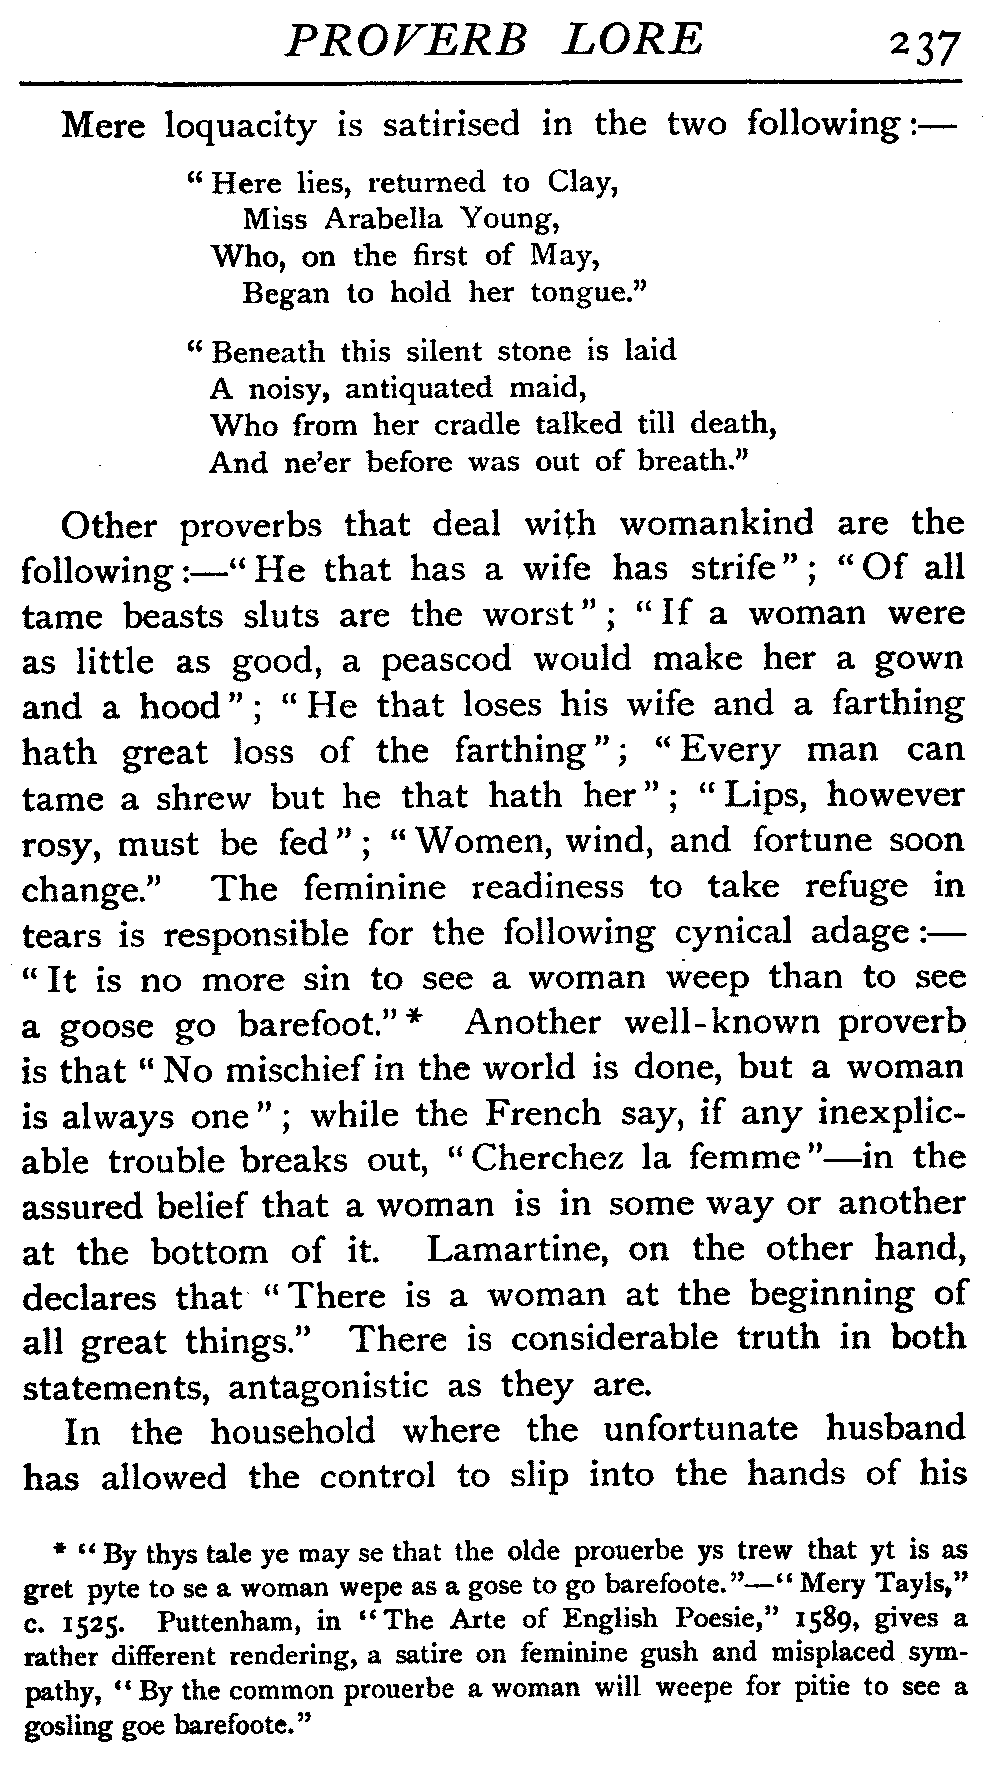 PROVERB LORE 237
Mere loquacity is satirised in the two following :—
“ Here lies, returned to Clay,
Miss Arabella Young,
Who, on the first of May,
Began to hold her tongue.”
“ Beneath this silent stone is laid
A noisy, antiquated maid,
Who from her cradle talked till death,
And ne’er before was out of breath.”
Other proverbs that deal with womankind are the
following :—“ He that has a wife has strife” ; “ Of all
tame beasts sluts are the worst” ; “ If a woman were
as little as good, a peascod would make her a gown
and a hood” ; “ He that loses his wife and a farthing
hath great loss of the farthing” ; “ Every man can
tame a shrew but he that hath her” ; “ Lips, however
rosy, must be fed” ; “ Women, wind, and fortune soon
change.” The feminine readiness to take refuge in
tears is responsible for the following cynical adage :—
“ It is no more sin to see a woman weep than to see
a goose go barefoot.” * Another well-known proverb
is that “ No mischief in the world is done, but a woman
is always one” ; while the French say, if any inexplic-
able trouble breaks out, “ Cherchez la femme”—in the
assured belief that a woman is in some way or another
at the bottom of it. Lamartine, on the other hand,
declares that “ There is a woman at the beginning of
all great things.” There is considerable truth in both
statements, antagonistic as they are.
In the household where the unfortunate husband
has allowed the control to slip into the hands of his
* “ By thys tale ye may se that the olde prouerbe ys trew that yt is as
gret pyte to se a woman wepe as a gose to go barefoote.”—“ Mery Tayls,”
c. 1525. Puttenham, in “ The Arte of English Poesie,” 1589, gives a
rather different rendering, a satire on feminine gush and misplaced sym-
pathy, “ By the common prouerbe a woman will weepe for pitie to see a
gosling goe barefoote.”